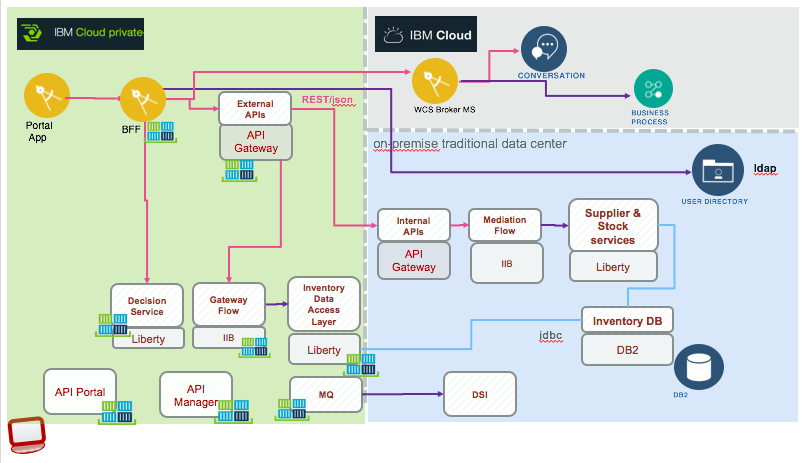 IBM Cloud private
IBM Cloud
CONVERSATION
Portal
App
BFF
External
APIs
API
Gateway
REST/json
WCS Broker MS
BUSINESS
PROCESS
on-premise traditional data center
ldap
USER DIRECTORY
Internal
APIs
API
Gateway
Mediation
Flow
IIB
Supplier &
Stock
services
Liberty
Decision
Service
Liberty
Gateway
Flow
IIB
Inventory
Data
Access
Layer
Liberty
jdbc
Inventory DB
DB2
DB2
API Portal
API
Manager
MQ
DSI